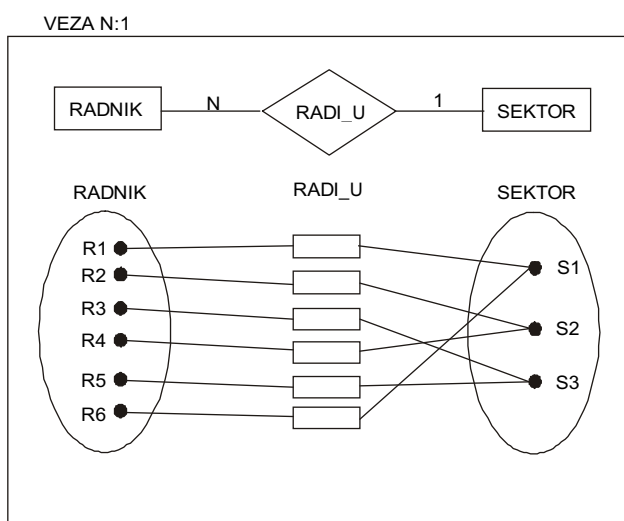 VEZA N:1
RADNIK N RADI_U 1 SEKTOR
RADNIK RADI_U SEKTOR
R1
R2
R3
R4
R5
R6
S1
S2
S3